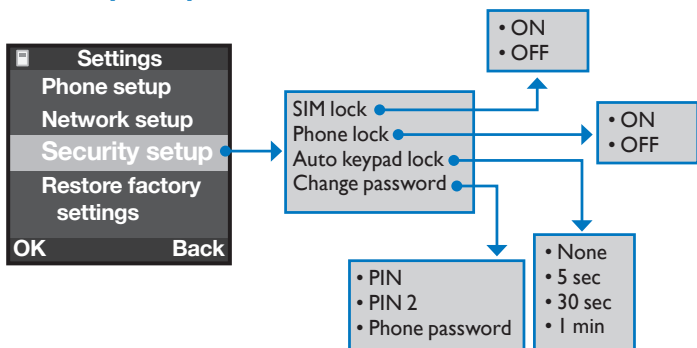 Settings
Phone setup
Network setup
Security setup
Restore factory
settings
OK Back
SIM lock
Phone lock
Auto keypad lock
Change password
• ON
• OFF
• ON
• OFF
• None
• 5 sec
• 30 sec
• 1 min
• PIN
• PIN 2
• Phone password